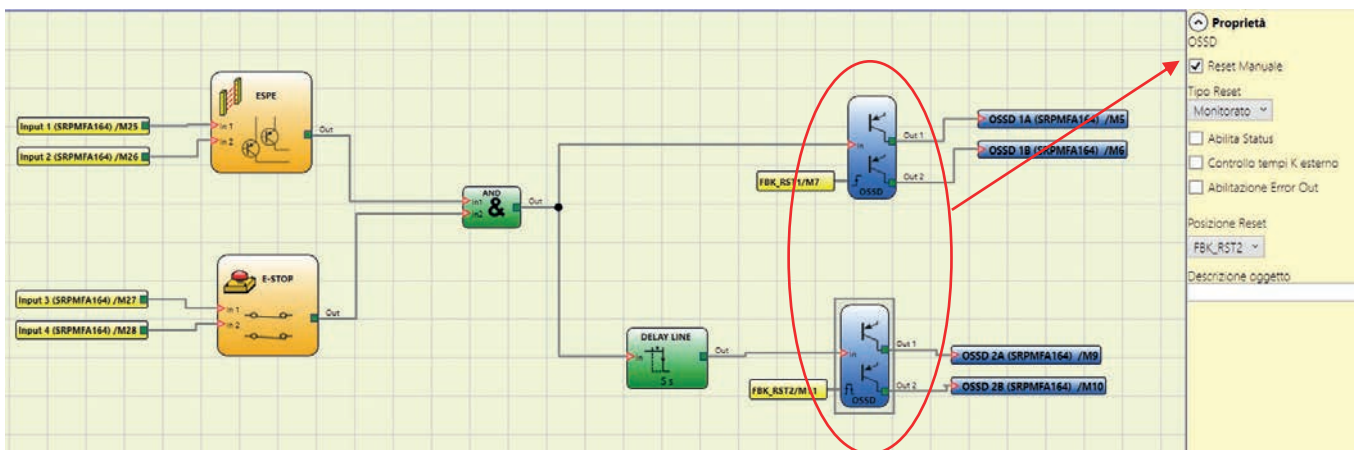 ESPE
In 1
In 2
Out
Input 1 (SRPMFA164) /M25
Input 2 (SRPMFA164) /M26
E-STOP
In 1
In 2
Out
Input 3 (SRPMFA164) /M27
Input 4 (SRPMFA164) /M28
AND
In1
In2
&
Out
DELAY LINE
In
Out
5 s
In
Out 1
Out 2
OSSD
FBK_RST1/M7
OSSD 1A (SRPMFA164) /M5
OSSD 1B (SRPMFA164) /M6
In
Out 1
Out 2
OSSD
OSSD 2A (SRPMFA164) /M9
OSSD 2B (SRPMFA164) /M10
Proprietà
OSSD
Reset Manuale
Tipo Reset
Monitorato
Abilita Status
Controllo tempi K esterno
Abilitazione Error Out
Posizione Reset
FBK_RST2
Descrizione oggetto